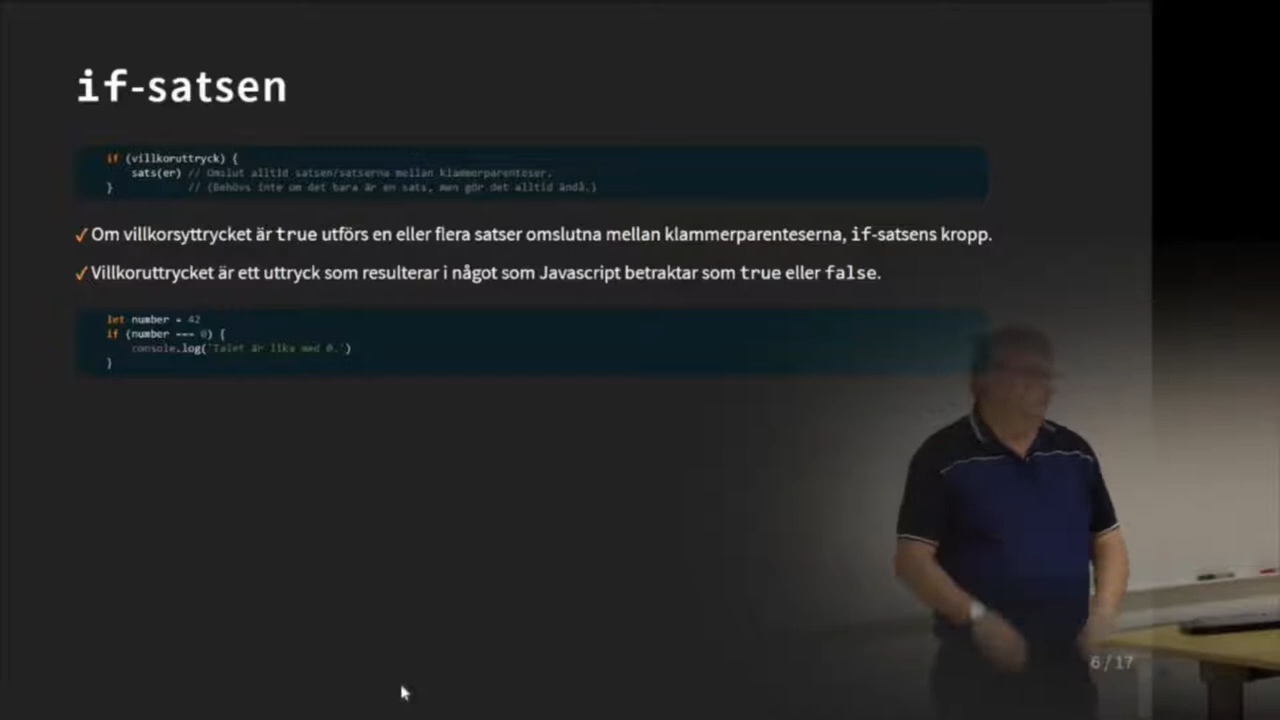 if-satsen
if (villkoruttryck) {
sats(er) // Omslut alltid satsen/satserna mellan klammerparenteser.
} // (Behövs inte om det bara är en sats, men gör det alltid ändå.)
✓ Om villkorsyttrycket är true utförs en eller flera satser omslutna mellan klammerparenteserna, if-satsens kropp.
✓ Villkoruttrycket är ett uttryck som resulterar i något som Javascript betraktar som true eller false.
let number = 42
if (number === 0) {
console.log('Talet är lika med 0.')
}
6 / 17